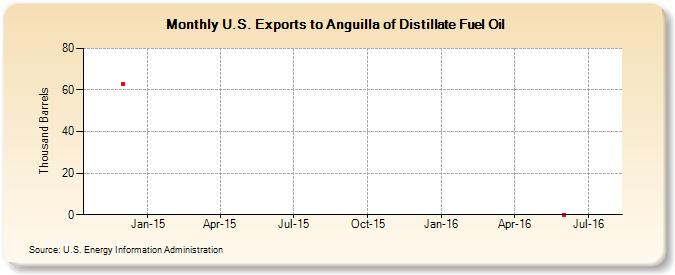 Monthly U.S. Exports to Anguilla of Distillate Fuel Oil
Thousand Barrels
80
60
40
20
0
Jan-15 Apr-15 Jul-15 Oct-15 Jan-16 Apr-16 Jul-16
Source: U.S. Energy Information Administration